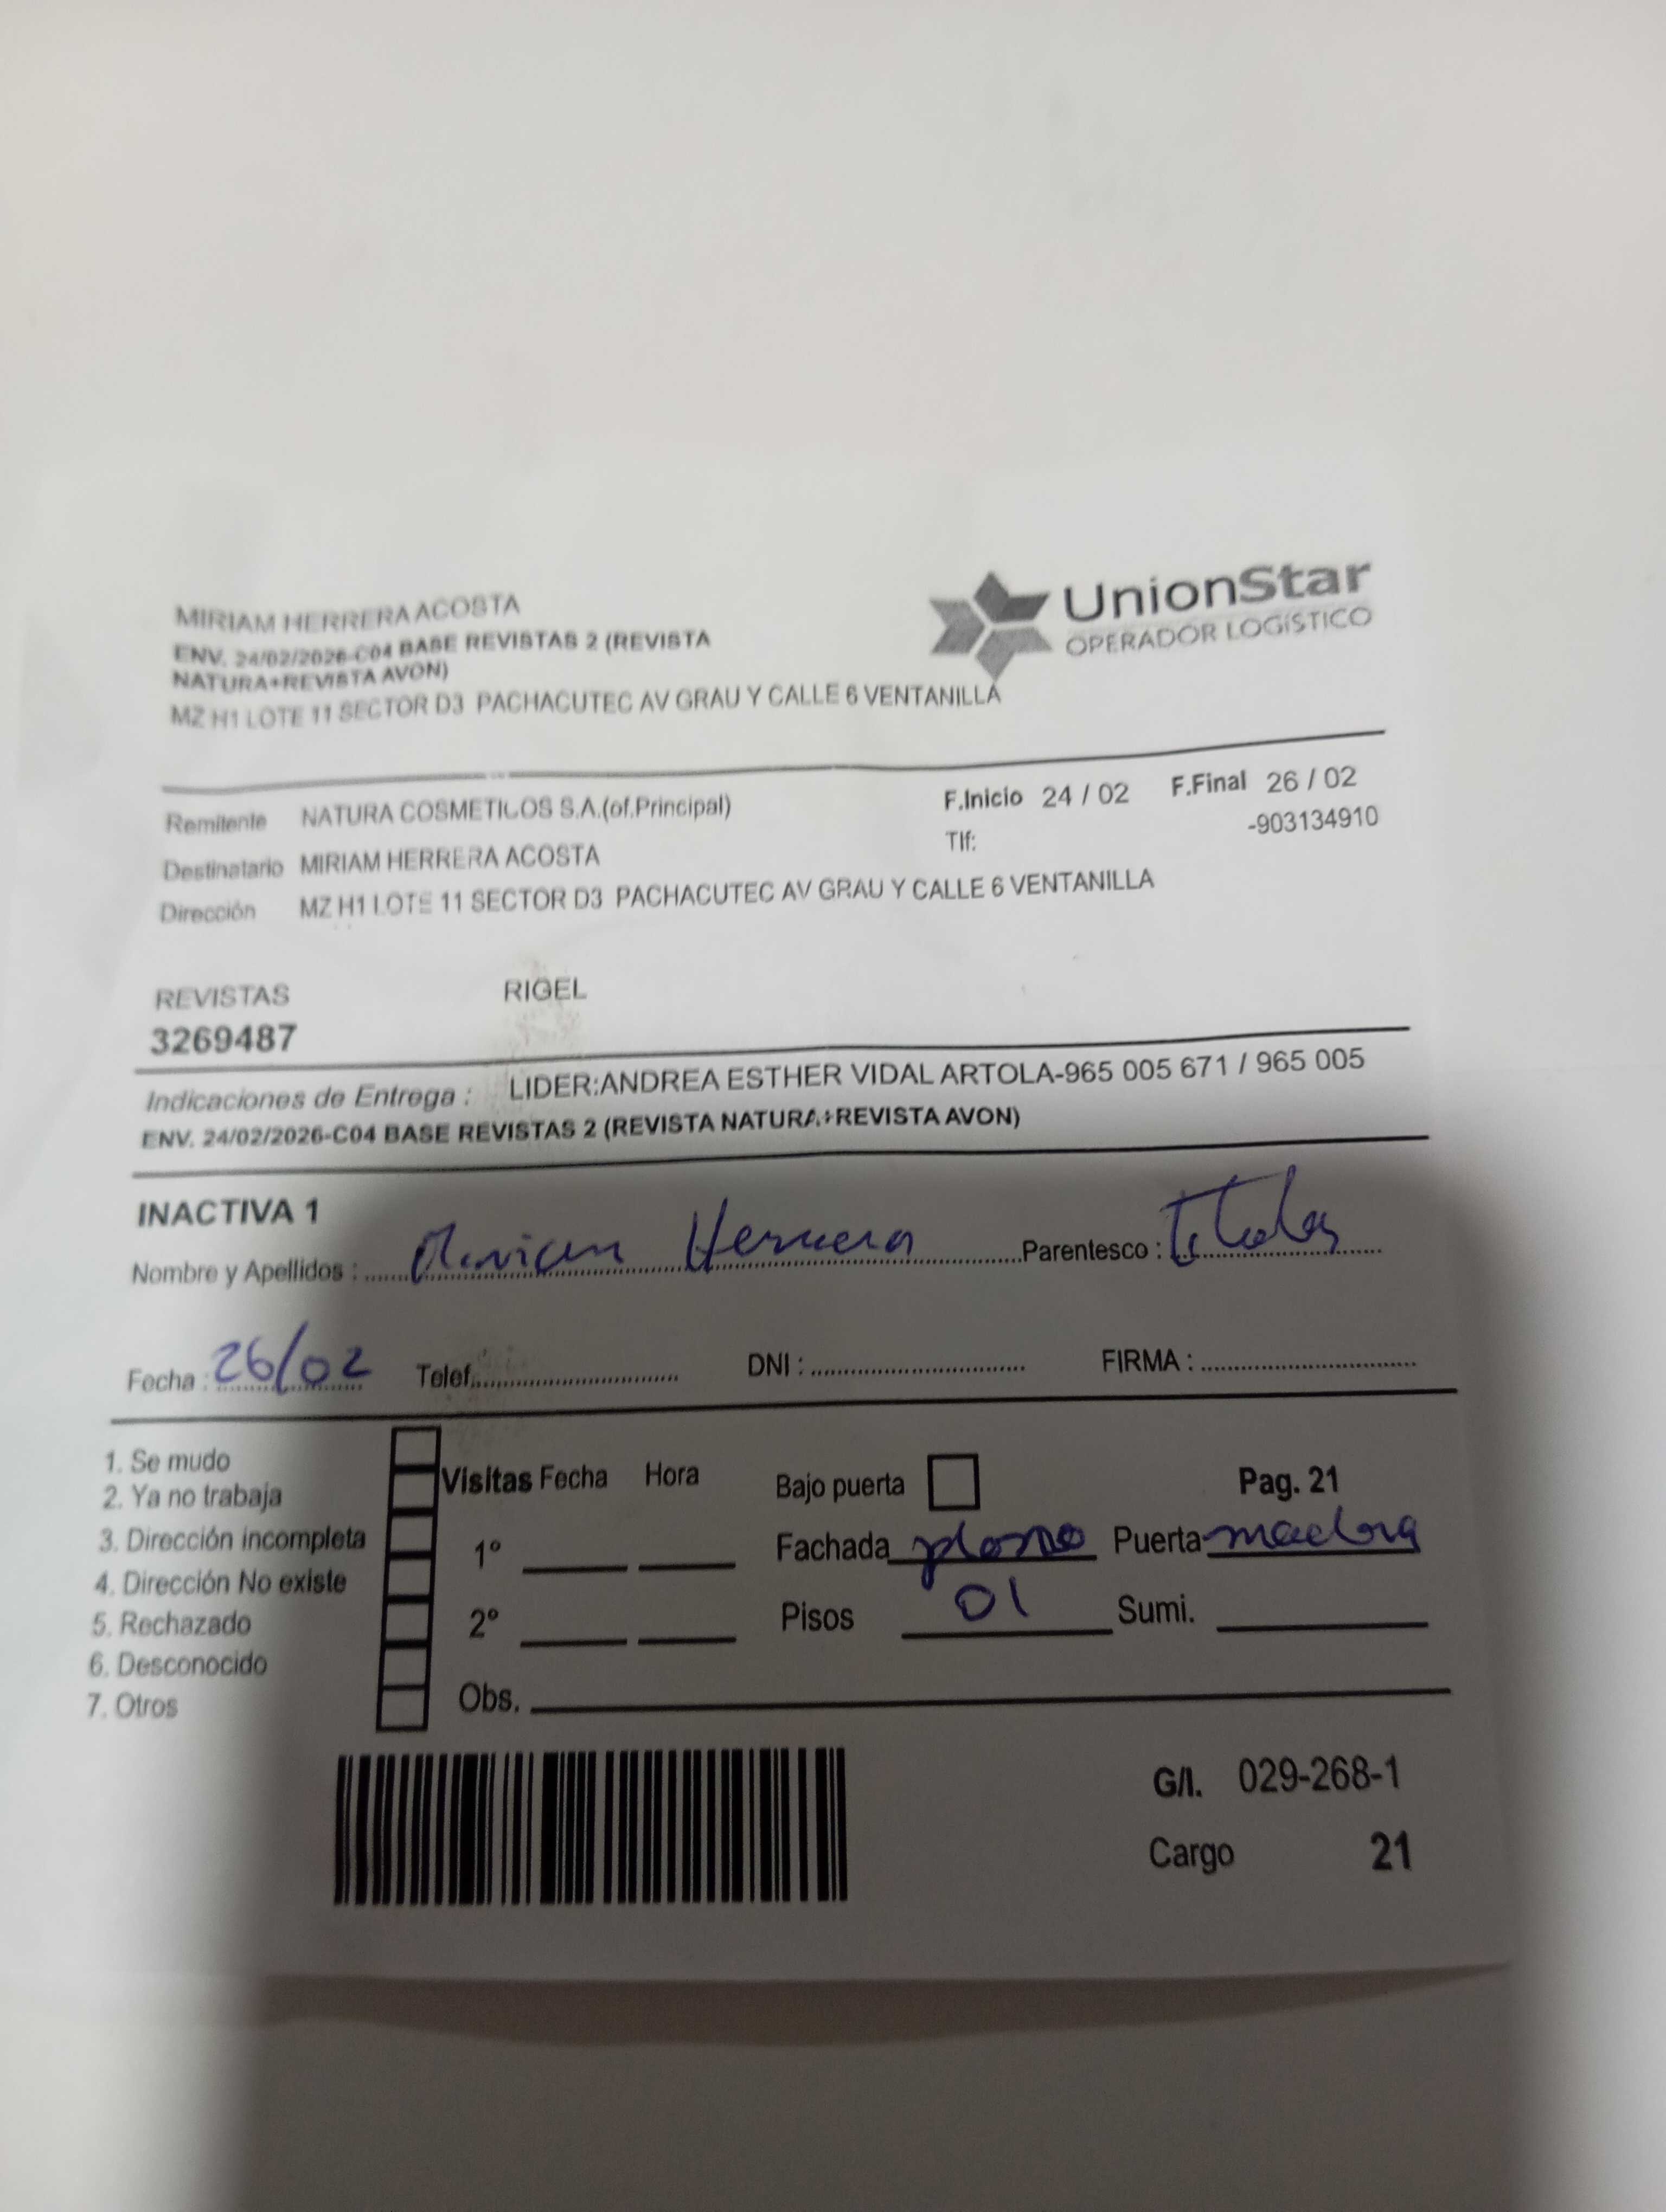 MIRIAM HERRERA ACOSTA
ENV. 24/02/2026-C04 BASE REVISTAS 2 (REVISTA
NATURA+REVISTA AVON)
MZ H1 LOTE 11 SECTOR D3 PACHACUTEC AV GRAU Y CALLE 6 VENTANILLA
UnionStar
OPERADOR LOGÍSTICO
Remitente NATURA COSMETICOS S.A.(of.Principal) F.Inicio 24 / 02 F.Final 26 / 02
Destinatario MIRIAM HERRERA ACOSTA Tlf: -903134910
Dirección MZ H1 LOTE 11 SECTOR D3 PACHACUTEC AV GRAU Y CALLE 6 VENTANILLA
REVISTAS RIGEL
3269487
Indicaciones de Entrega : LIDER:ANDREA ESTHER VIDAL ARTOLA-965 005 671 / 965 005
ENV. 24/02/2026-C04 BASE REVISTAS 2 (REVISTA NATURA+REVISTA AVON)
INACTIVA 1
Nombre y Apellidos : Miriam Herrera Parentesco : Titular
Fecha : 26/02 Telef. DNI : FIRMA :
1. Se mudo
2. Ya no trabaja
3. Dirección incompleta
4. Dirección No existe
5. Rechazado
6. Desconocido
7. Otros
Visitas Fecha Hora
1º
2º
Obs.
Bajo puerta Pag. 21
Fachada plomo Puerta madera
Pisos 01 Sumi.
G/I. 029-268-1
Cargo 21